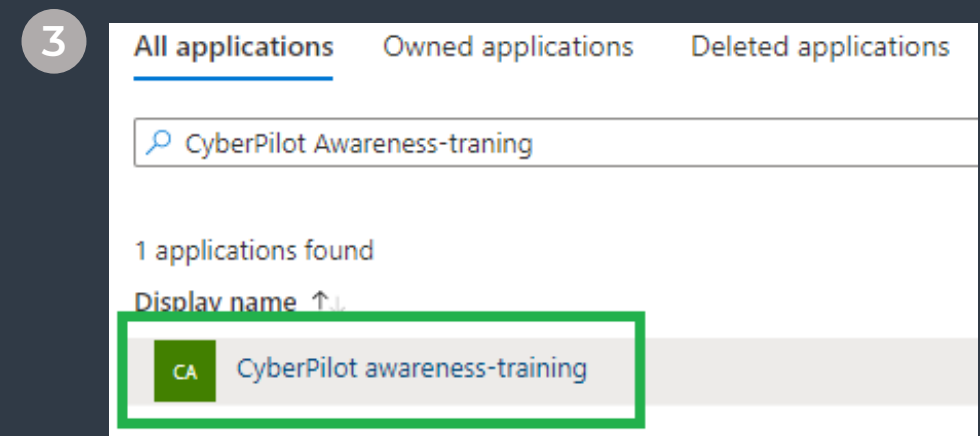 3
All applications Owned applications Deleted applications
CyberPilot Awareness-traning
1 applications found
Display name ↑↓
CA CyberPilot awareness-training